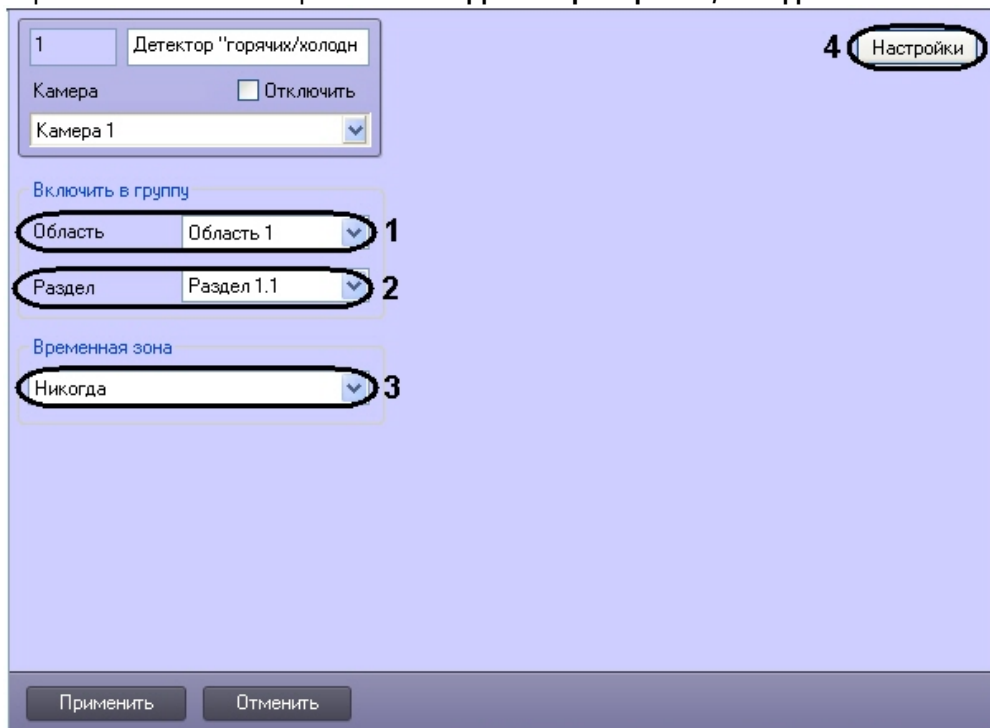 1 Детектор "горячих/холодн
4 Настройки
Камера Отключить
Камера 1
Включить в группу
Область Область 1 1
Раздел Раздел 1.1 2
Временная зона
Никогда 3
Применить Отменить